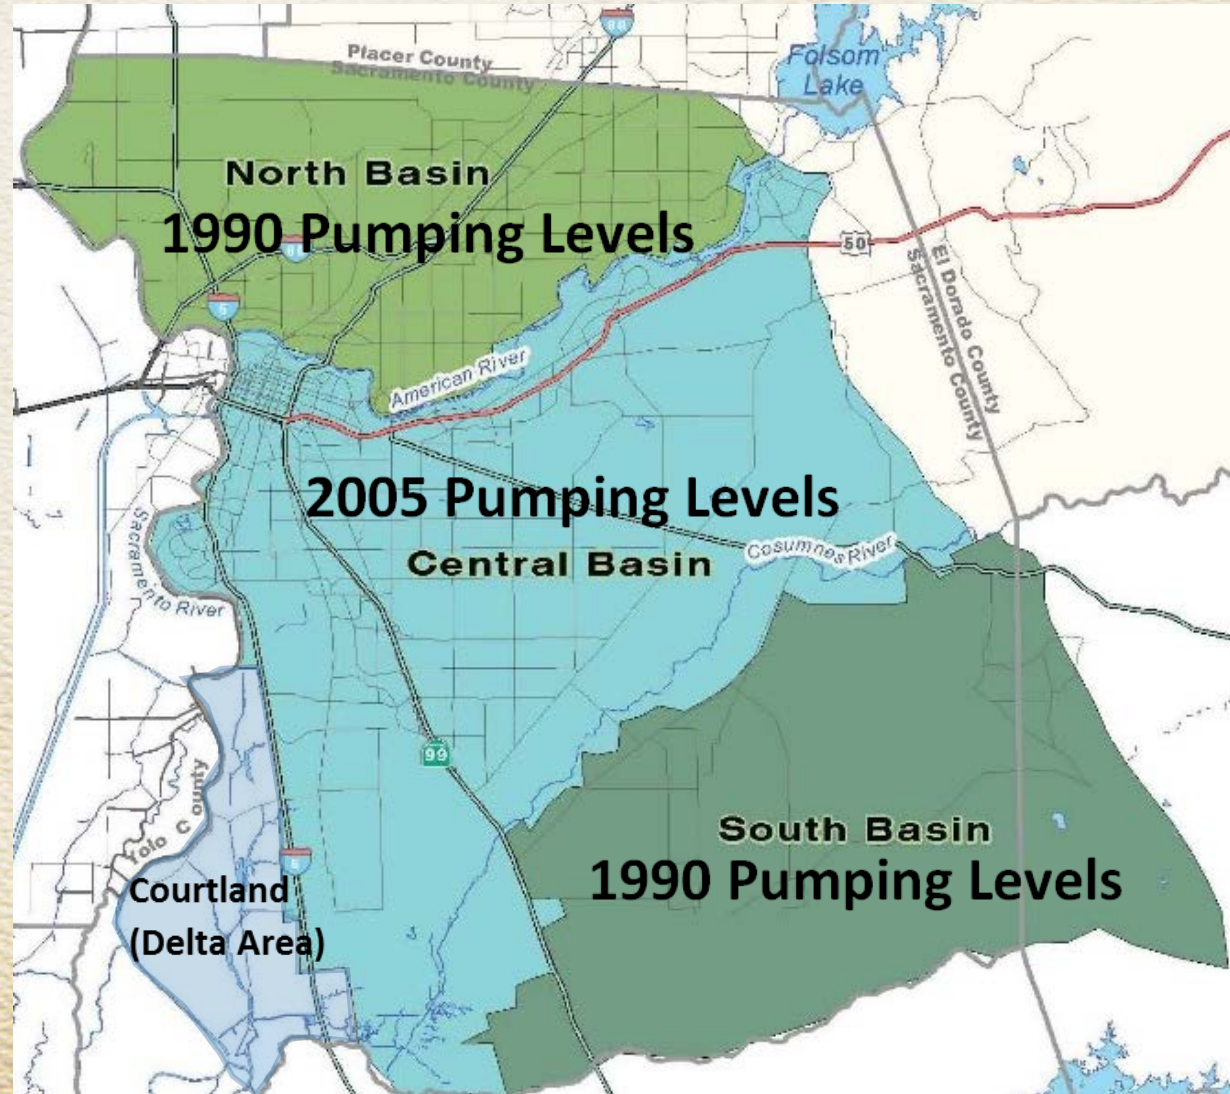 80
Placer County
Sacramento County
Folsom
Lake
North Basin
1990 Pumping Levels
50
El Dorado County
Sacramento County
5
American River
2005 Pumping Levels
Central Basin
Cosumnes River
Sacramento River
99
Yolo County
South Basin
1990 Pumping Levels
Courtland
(Delta Area)